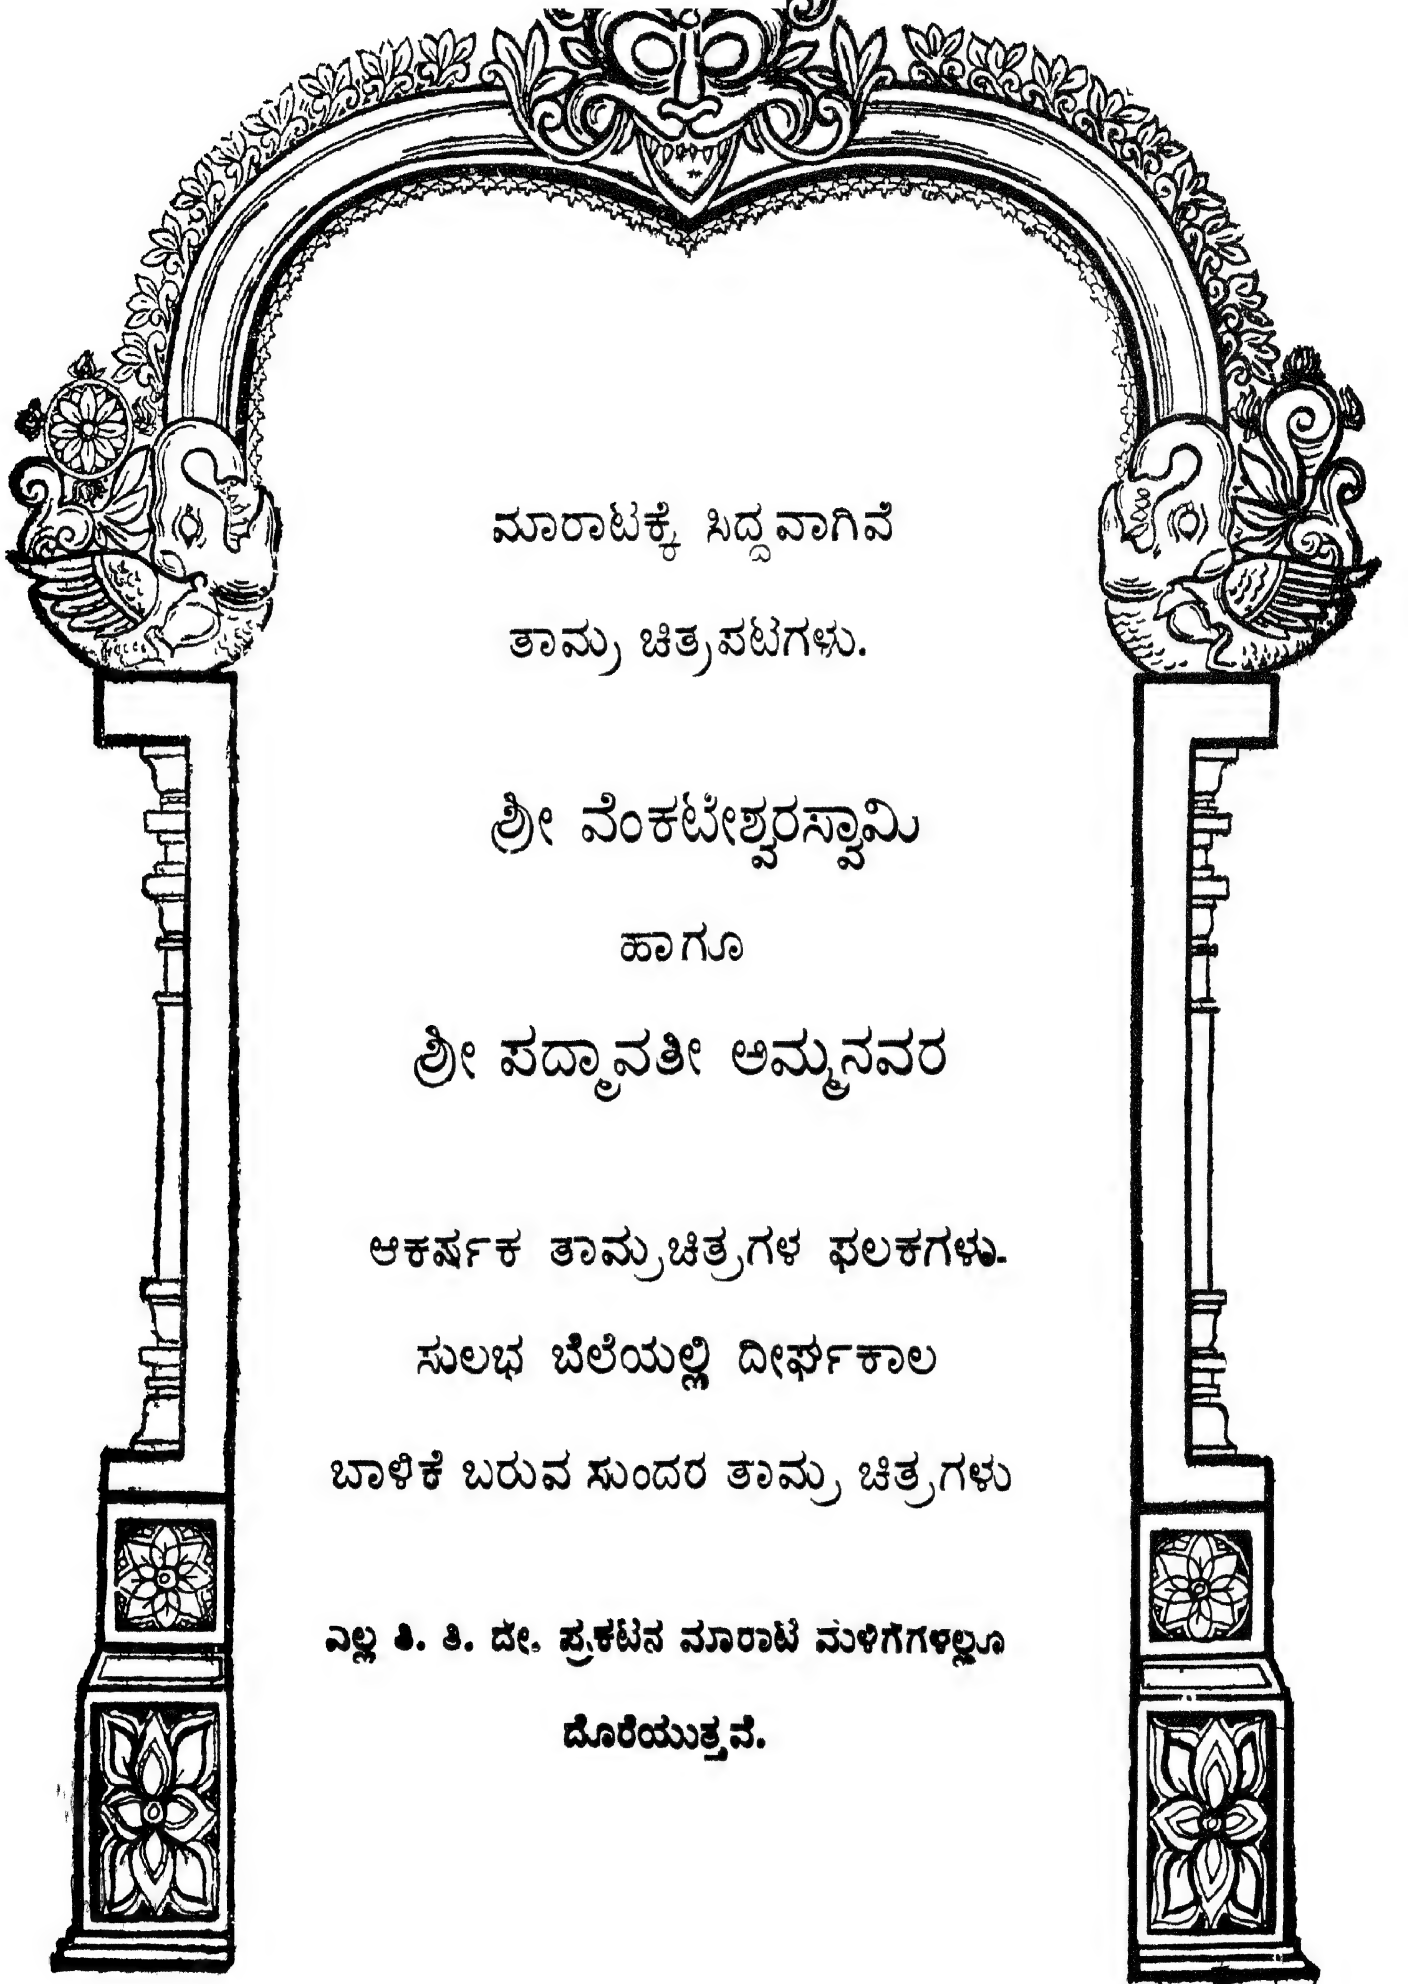 ಮಾರಾಟಕ್ಕೆ ಸಿದ್ದವಾಗಿವೆ
ತಾಮ್ರ ಚಿತ್ರಪಟಗಳು.
ಶ್ರೀ ವೆಂಕಟೇಶ್ವರಸ್ವಾಮಿ
ಹಾಗೂ
ಶ್ರೀ ಪದ್ಮಾವತೀ ಅಮ್ಮನವರ
ಆಕರ್ಷಕ ತಾಮ್ರಚಿತ್ರಗಳ ಫಲಕಗಳು.
ಸುಲಭ ಬೆಲೆಯಲ್ಲಿ ದೀರ್ಘಕಾಲ
ಬಾಳಿಕೆ ಬರುವ ಸುಂದರ ತಾಮ್ರ ಚಿತ್ರಗಳು
ಎಲ್ಲ ತಿ. ತಿ. ದೇ. ಪ್ರಕಟನ ಮಾರಾಟ ಮಳಿಗೆಗಳಲ್ಲೂ
ದೊರೆಯುತ್ತವೆ.